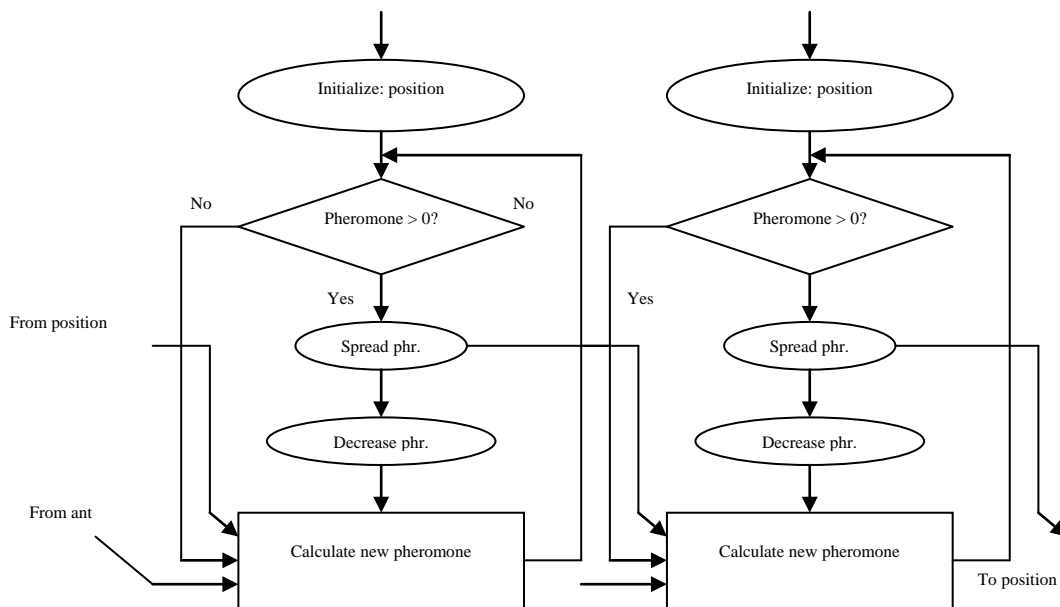 Initialize: position
Initialize: position
No
Pheromone > 0?
No
Pheromone > 0?
Yes
Yes
From position
Spread phr.
Spread phr.
Decrease phr.
Decrease phr.
From ant
Calculate new pheromone
Calculate new pheromone
To position